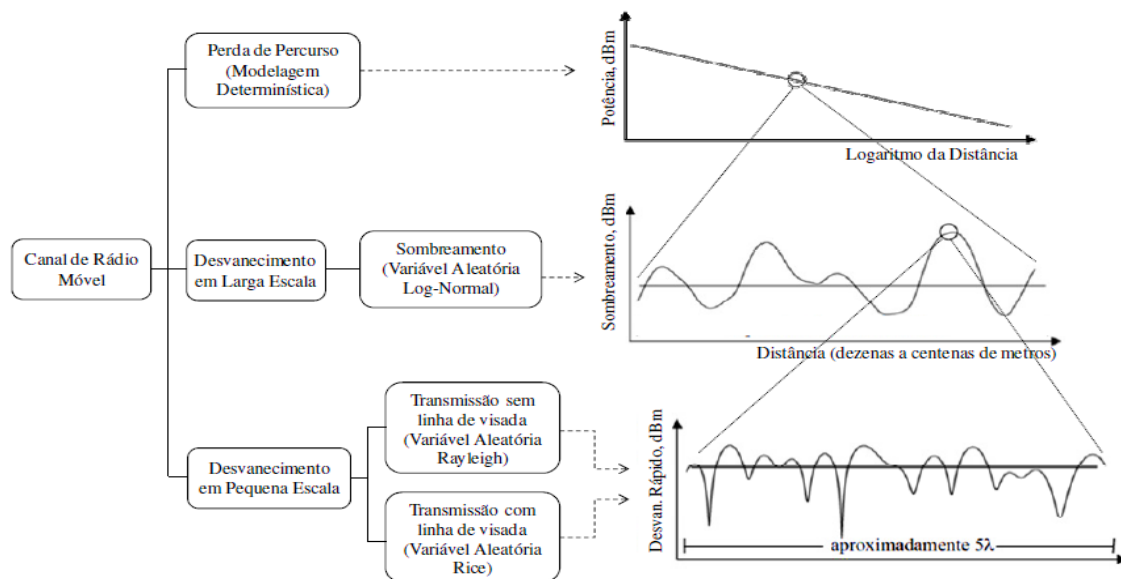 Canal de Rádio
Móvel
Perda de Percurso
(Modelagem
Determinística)
Desvanecimento
em Larga Escala
Sombreamento
(Variável Aleatória
Log-Normal)
Desvanecimento
em Pequena Escala
Transmissão sem
linha de visada
(Variável Aleatória
Rayleigh)
Transmissão com
linha de visada
(Variável Aleatória
Rice)
Potência, dBm
Logaritmo da Distância
Sombreamento, dBm
Distância (dezenas a centenas de metros)
Desvan. Rápido, dBm
aproximadamente 5λ